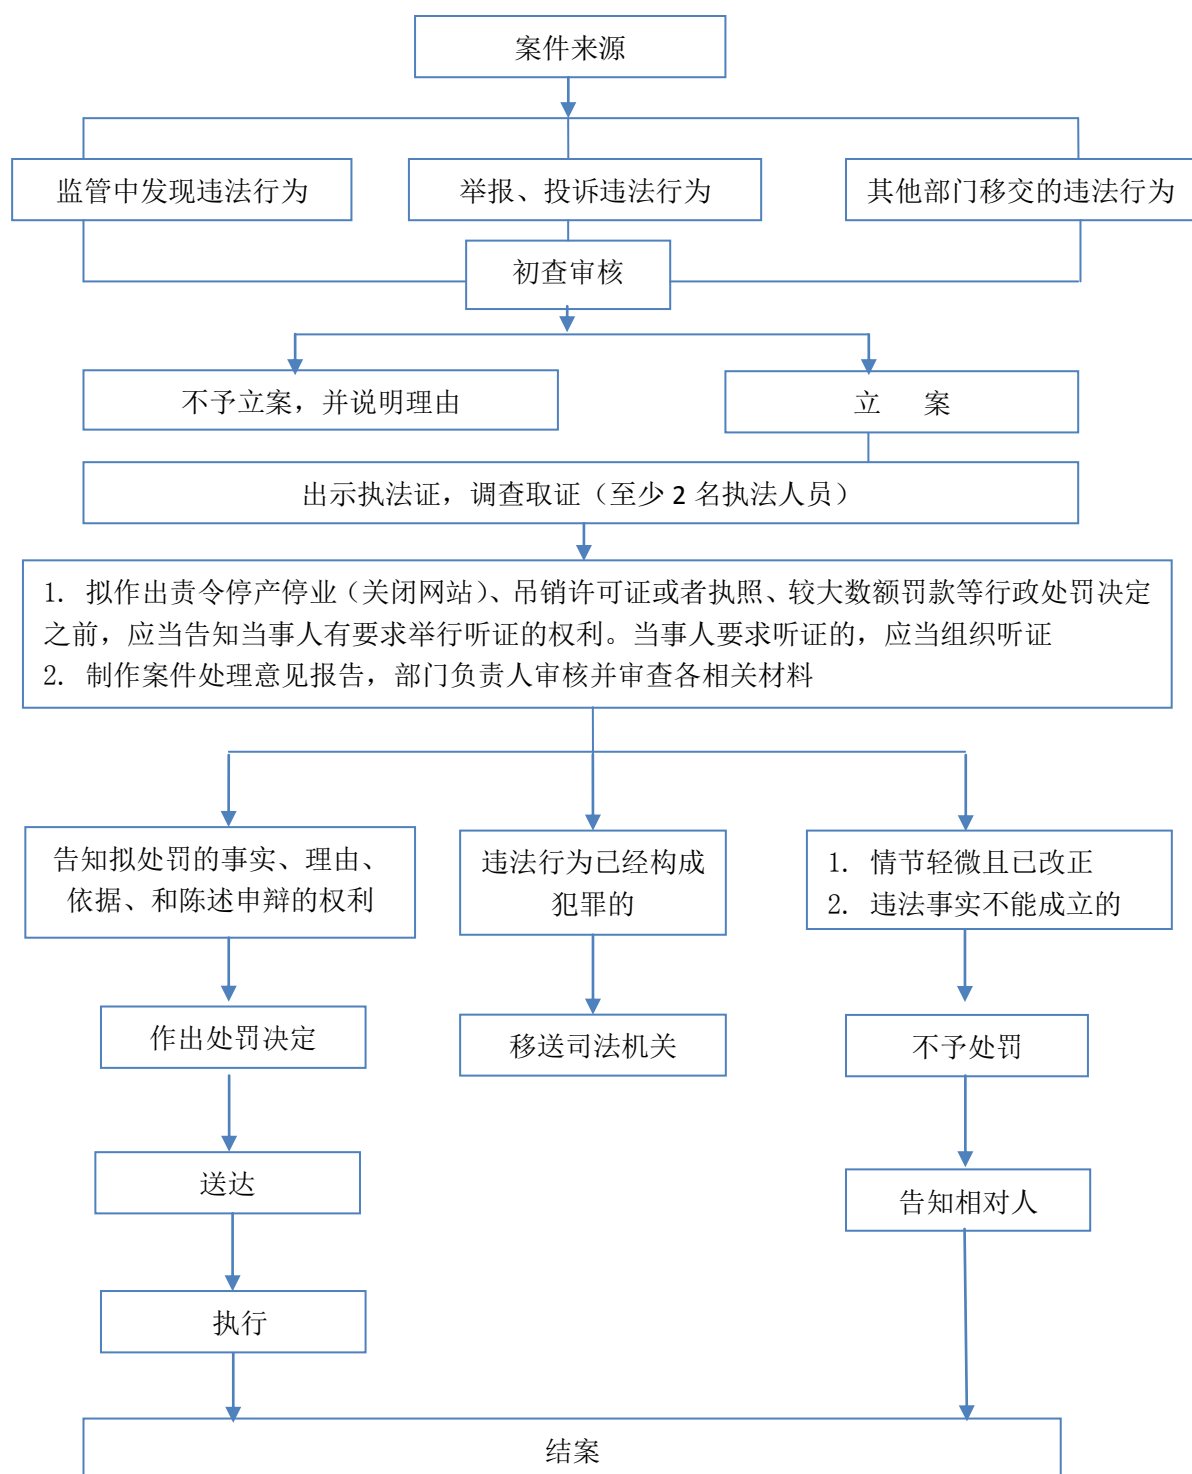 案件来源
监管中发现违法行为
举报、投诉违法行为
其他部门移交的违法行为
初查审核
不予立案，并说明理由
立 案
出示执法证，调查取证（至少 2 名执法人员）
1. 拟作出责令停产停业（关闭网站）、吊销许可证或者执照、较大数额罚款等行政处罚决定
之前，应当告知当事人有要求举行听证的权利。当事人要求听证的，应当组织听证
2. 制作案件处理意见报告，部门负责人审核并审查各相关材料
告知拟处罚的事实、理由、
依据、和陈述申辩的权利
违法行为已经构成
犯罪的
1. 情节轻微且已改正
2. 违法事实不能成立的
作出处罚决定
移送司法机关
不予处罚
送达
告知相对人
执行
结案